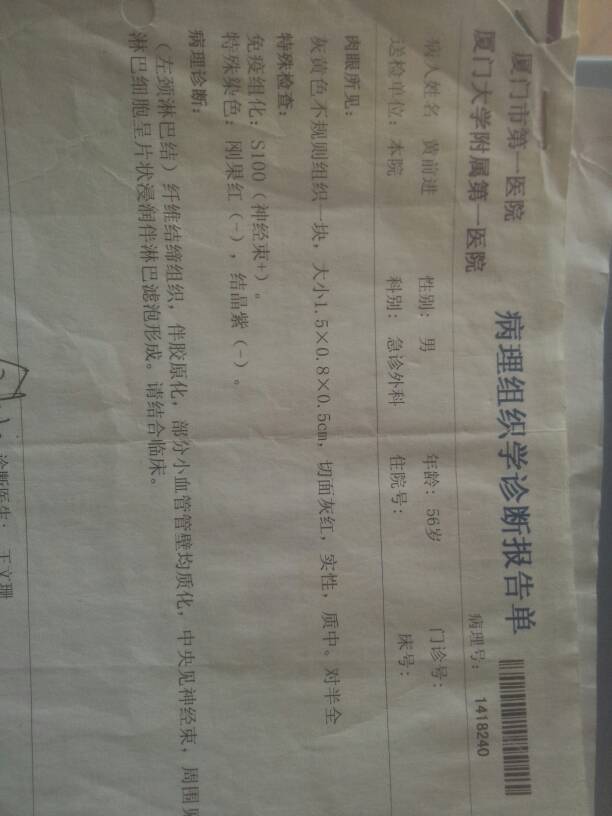 厦门市第一医院
厦门大学附属第一医院
病理组织学诊断报告单
病理号： 1418240
病人姓名 黄前进 性别： 男 年龄： 56岁 门诊号：
送检单位：本院 科别： 急诊外科 住院号： 床号：
肉眼所见：
灰黄色不规则组织一块，大小1.5×0.8×0.5cm，切面灰红，实性，质中。对半全
特殊检查：
免疫组化：S100（神经束+）。
特殊染色：刚果红（-），结晶紫（-）。
病理诊断：
（左颈淋巴结）纤维结缔组织，伴胶原化，部分小血管管壁均质化，中央见神经束，周围见
淋巴细胞呈片状浸润伴淋巴滤泡形成。请结合临床。
诊断医生：王文珊